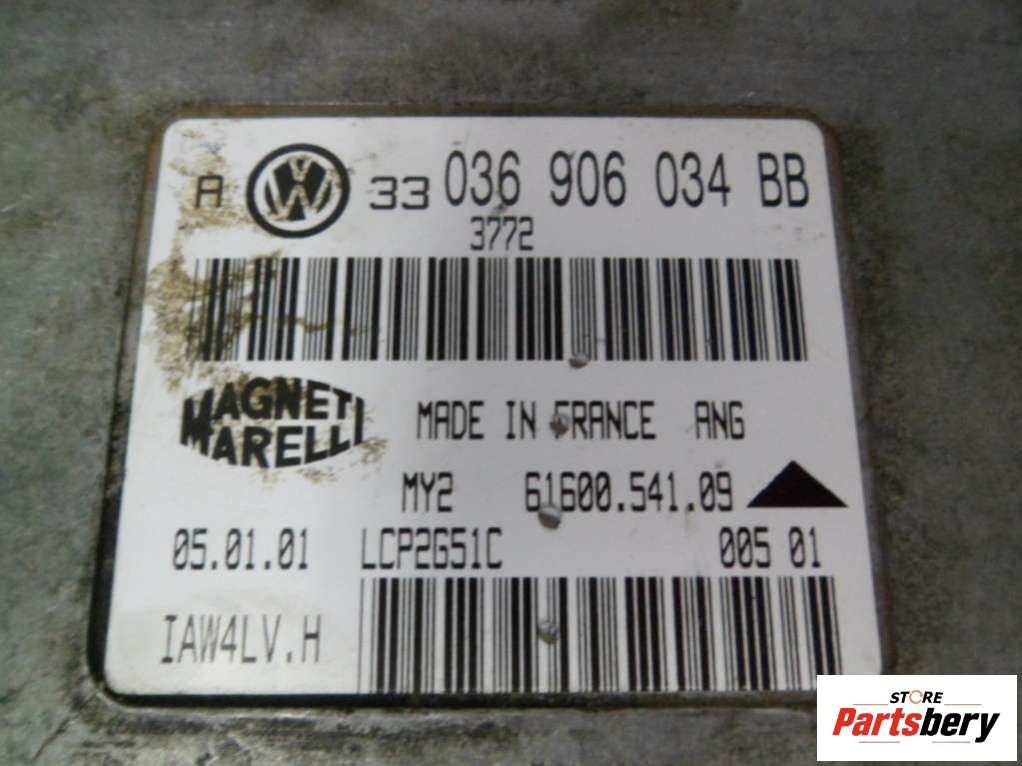 A VW 33 036 906 034 BB
3772
MAGNETI
MARELLI
MADE IN FRANCE ANG
MY2 61600.541.09
05.01.01 LCP2G51C 005 01
IAW4LV.H
STORE
Partsbery